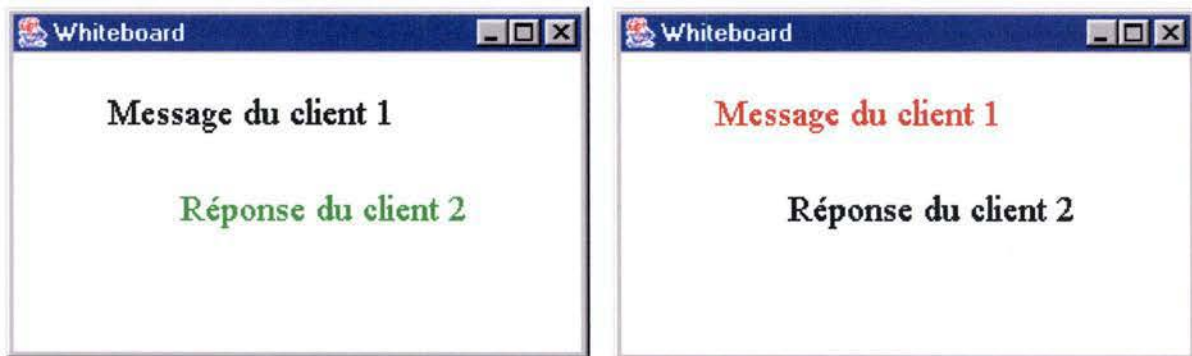 Whiteboard
Message du client 1
Réponse du client 2
Whiteboard
Message du client 1
Réponse du client 2